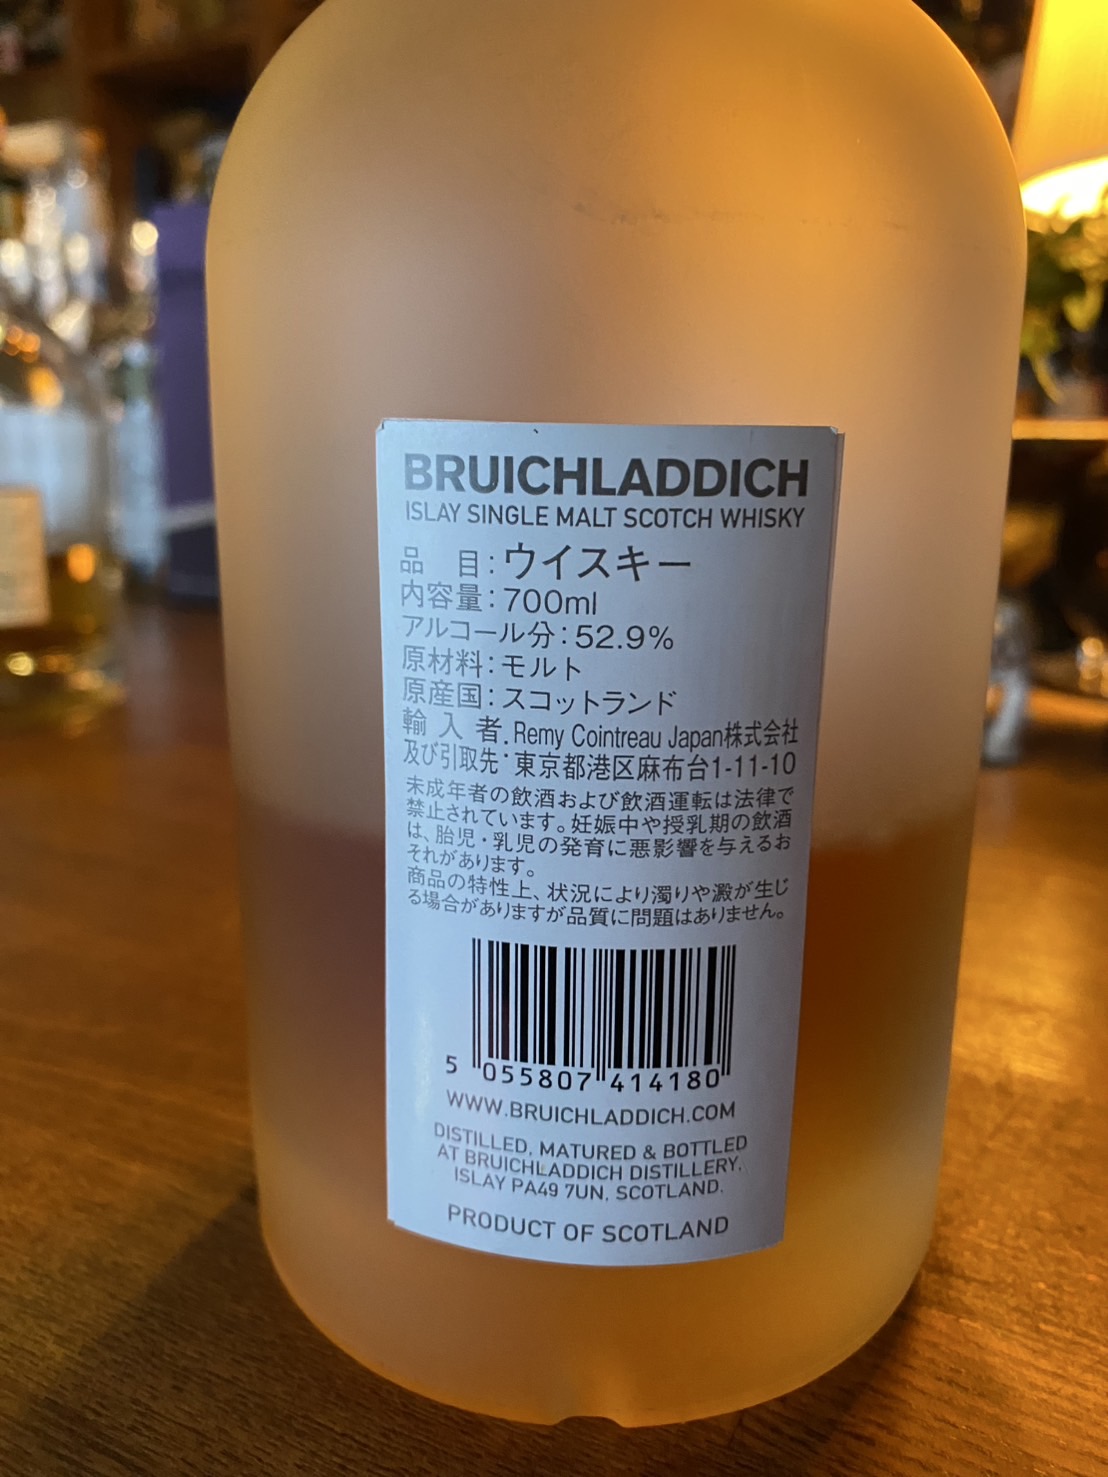 BRUICHLADDICH
ISLAY SINGLE MALT SCOTCH WHISKY
品 目：ウイスキー
内容量：700ml
アルコール分：52.9%
原材料：モルト
原産国：スコットランド
輸入者及び引取先：Remy Cointreau Japan株式会社
東京都港区麻布台1-11-10
未成年者の飲酒および飲酒運転は法律で
禁止されています。妊娠中や授乳期の飲酒
は、胎児・乳児の発育に悪影響を与えるお
それがあります。
商品の特性上、状況により濁りや澱が生じ
る場合がありますが品質に問題はありません。
5 055807 414180
WWW.BRUICHLADDICH.COM
DISTILLED, MATURED & BOTTLED
AT BRUICHLADDICH DISTILLERY,
ISLAY PA49 7UN, SCOTLAND.
PRODUCT OF SCOTLAND